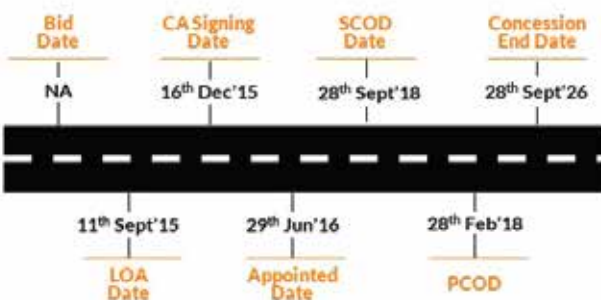 Bid
Date
CA Signing
Date
SCOD
Date
Concession
End Date
NA
16th Dec'15
28th Sept'18
28th Sept'26
11th Sept'15
29th Jun'16
28th Feb'18
LOA
Date
Appointed
Date
PCOD